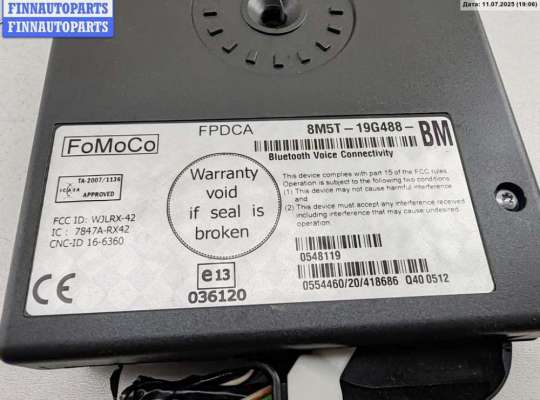 FINNAUTOPARTS
FINNAUTOPARTS
Дата: 11.07.2025 (19:06)
FoMoCo
FPDCA
8M5T-19G488-BM
Bluetooth Voice Connectivity
TA-2007/1136
APPROVED
FCC ID: WJLRX-42
IC : 7847A-RX42
CNC-ID 16-6360
Warranty
void
if seal is
broken
This device complies with part 15 of the FCC rules.
Operation is subject to the following two conditions:
(1) This device may not cause harmful interference
and
(2) This device must accept any interference received
including interference that may cause undesired
operation.
0548119
0554460/20/418686 Q40 0512
e13
036120
CE